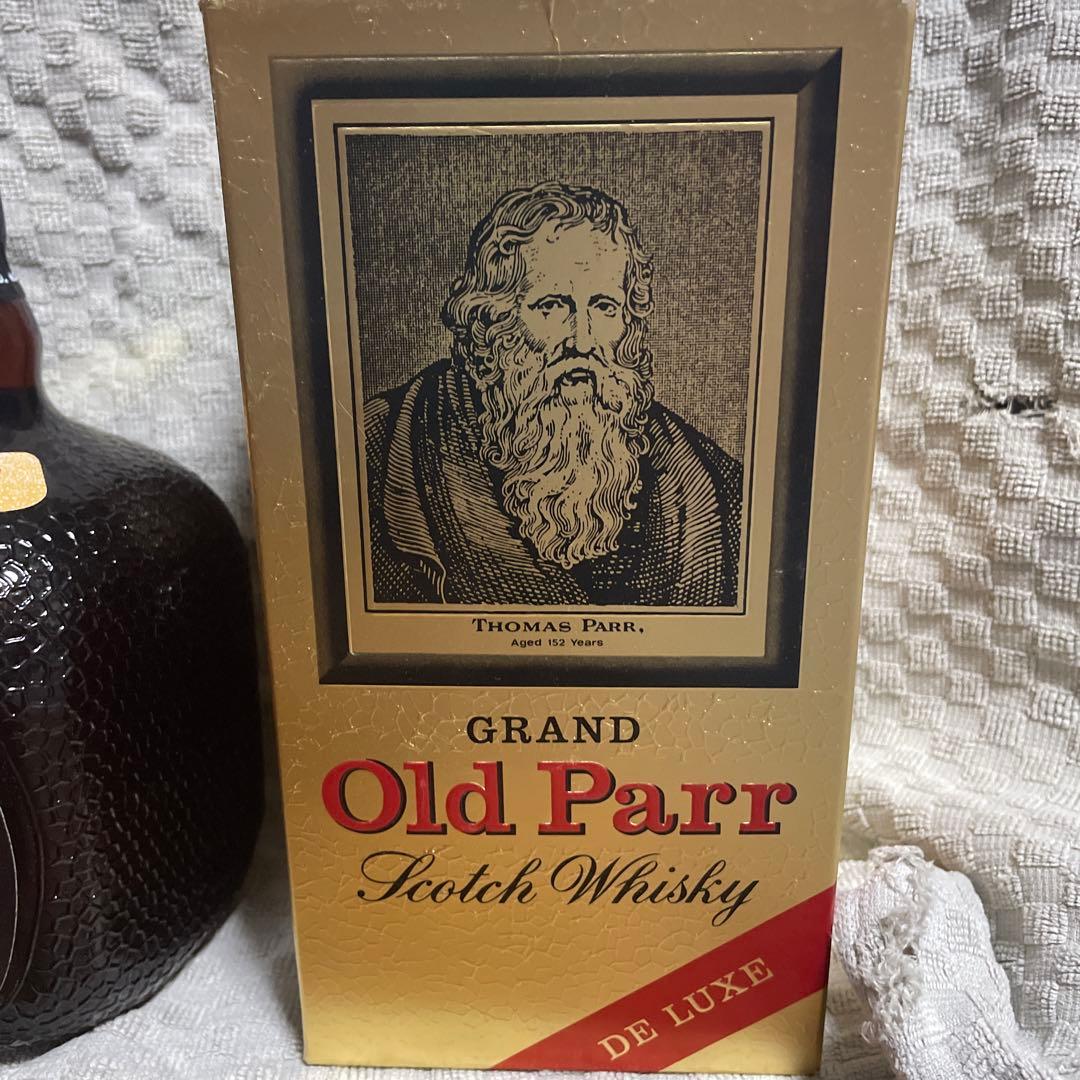 THOMAS PARR,
Aged 152 Years
GRAND
Old Parr
Scotch Whisky
DE LUXE